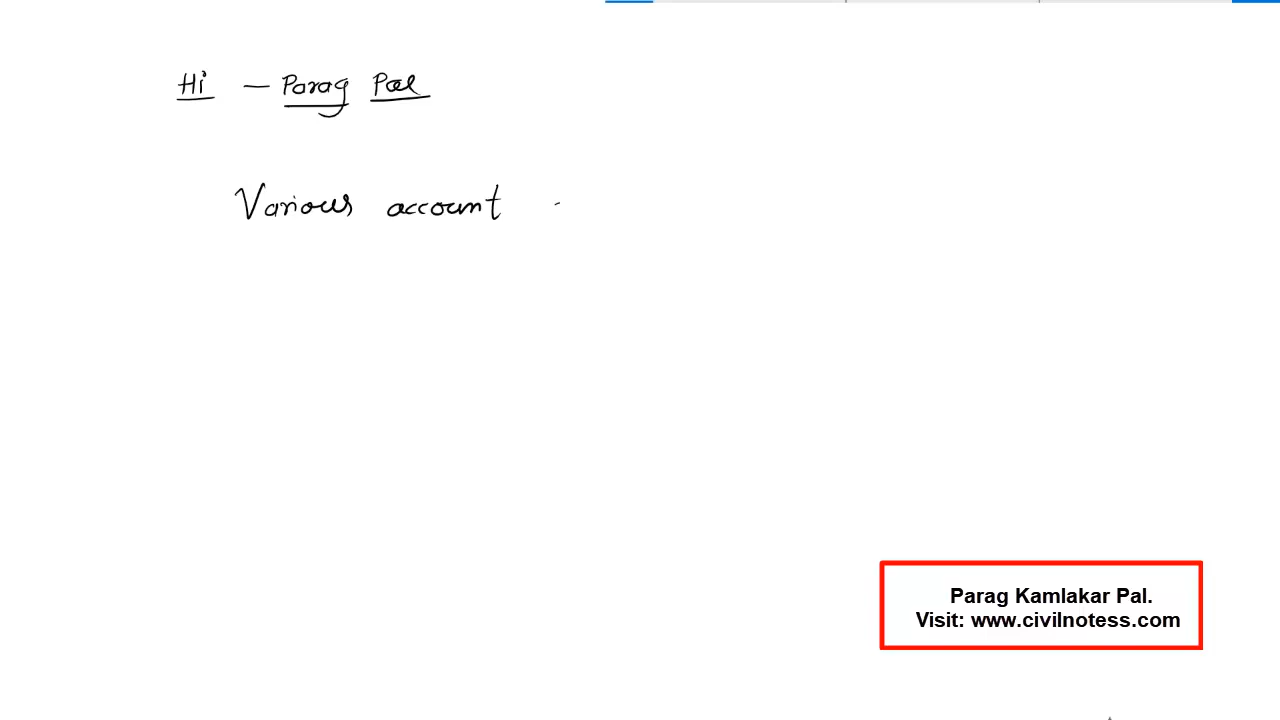 Hi - Parag Pal
Various account
Parag Kamlakar Pal.
Visit: www.civilnotess.com